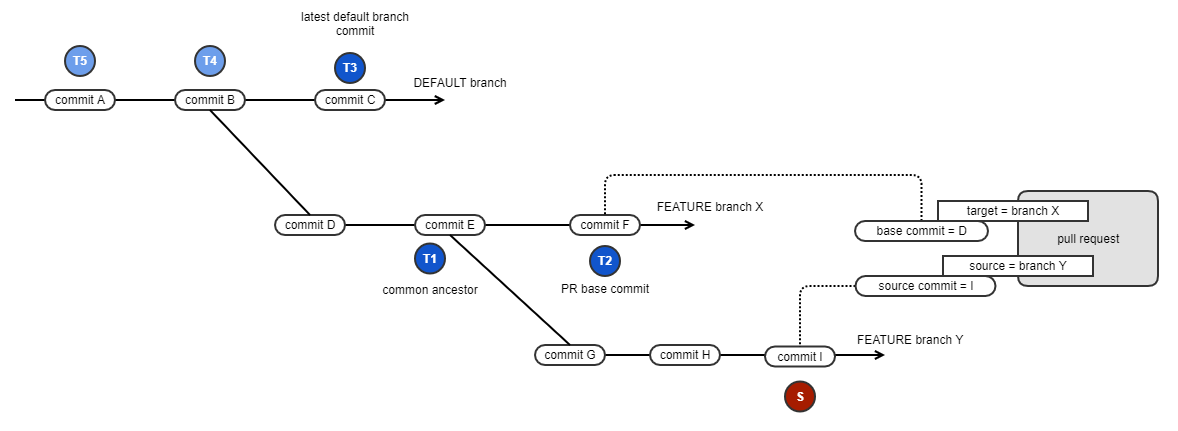 latest default branch
commit
T5
T4
T3
DEFAULT branch
commit A
commit B
commit C
target = branch X
FEATURE branch X
commit D
commit E
commit F
base commit = D
pull request
T1
T2
source = branch Y
common ancestor
PR base commit
source commit = I
FEATURE branch Y
commit G
commit H
commit I
S